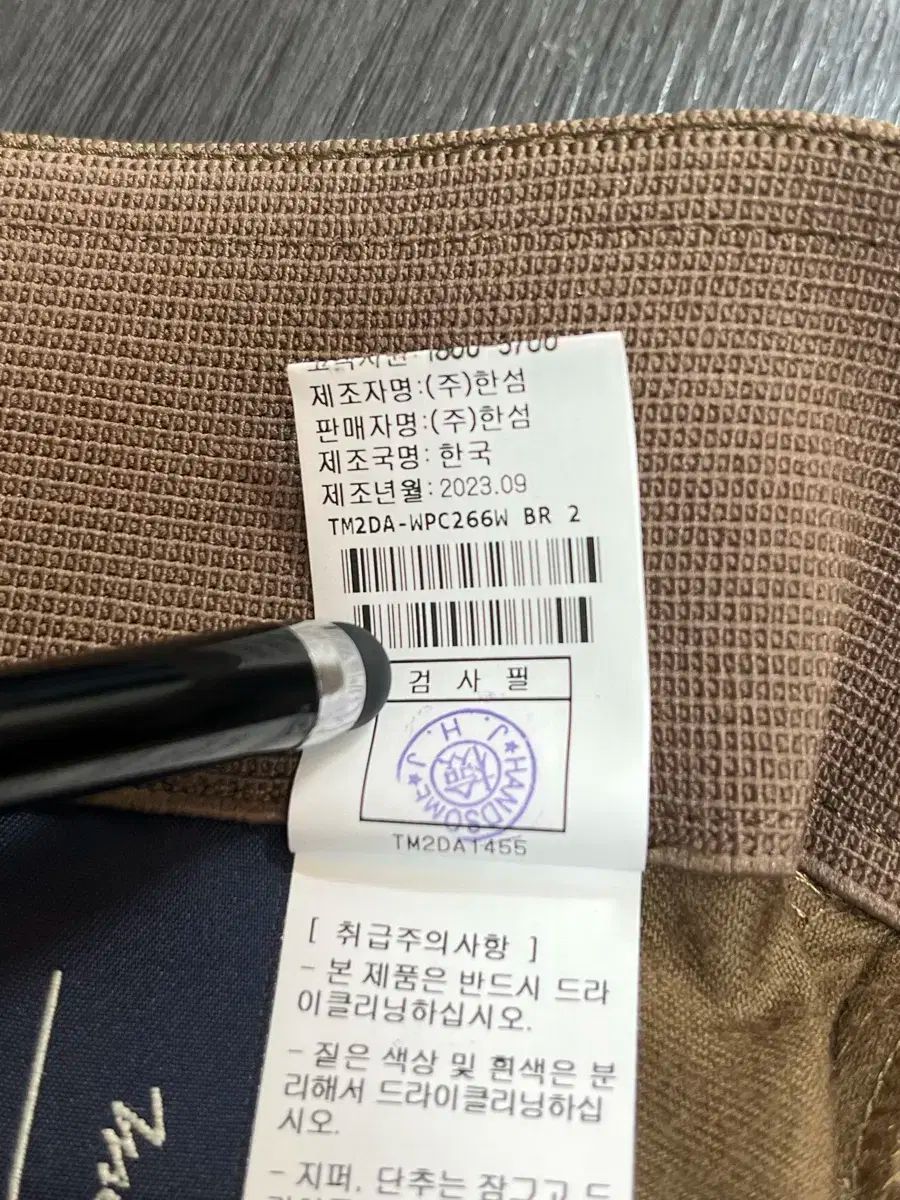 제조자명:(주)한섬
판매자명:(주)한섬
제조국명: 한국
제조년월:2023.09
TM2DA-WPC266W BR 2
검 사 필
J.H.J★HANDSOME★
檢
TM2DA1455
[ 취급주의사항 ]
- 본 제품은 반드시 드라
이클리닝하십시오.
- 짙은 색상 및 흰색은 분
리해서 드라이클리닝하십
시오.
- 지퍼, 단추는 잠그고 드